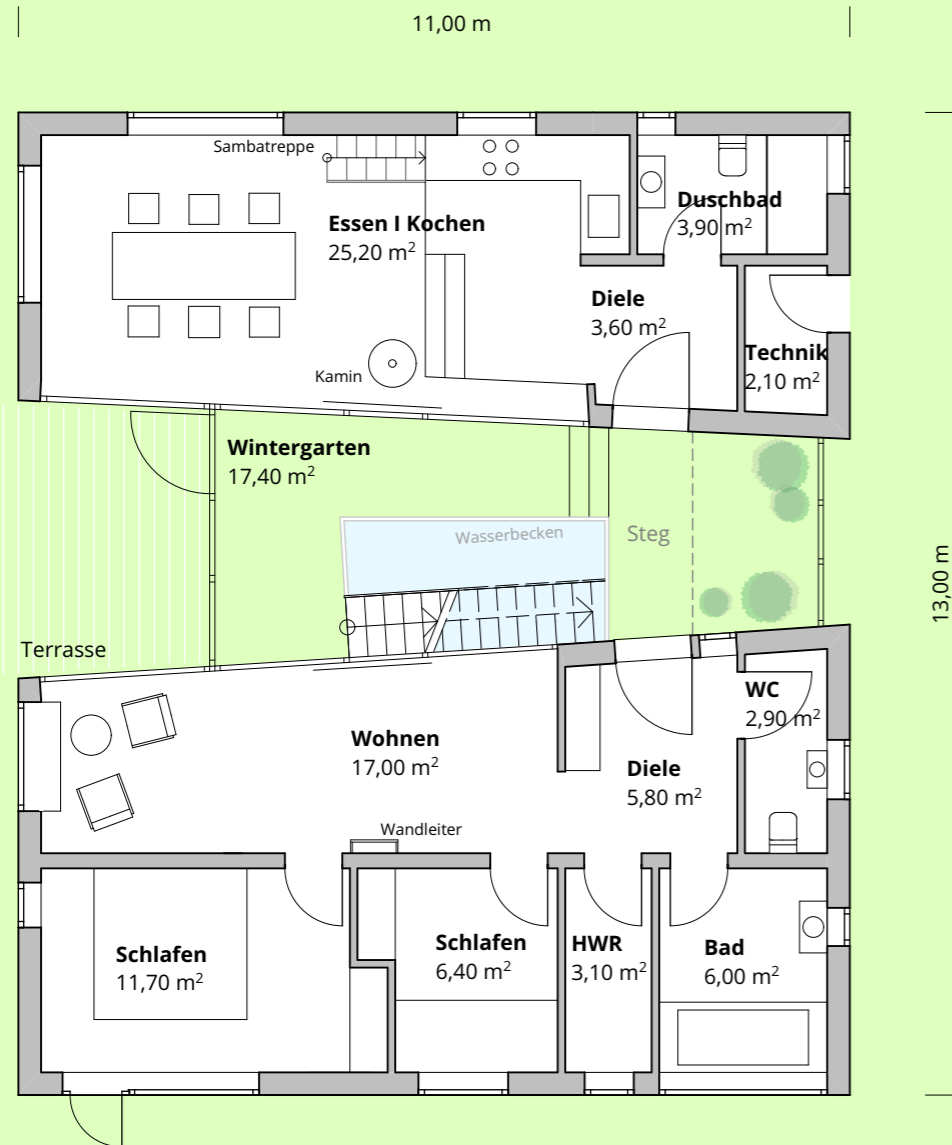 11,00 m
Sambatreppe
Essen I Kochen
25,20 m²
Duschbad
3,90 m²
Diele
3,60 m²
Technik
2,10 m²
Kamin
Wintergarten
17,40 m²
Wasserbecken
Steg
13,00 m
Terrasse
WC
2,90 m²
Wohnen
17,00 m²
Diele
5,80 m²
Wandleiter
Schlafen
11,70 m²
Schlafen
6,40 m²
HWR
3,10 m²
Bad
6,00 m²